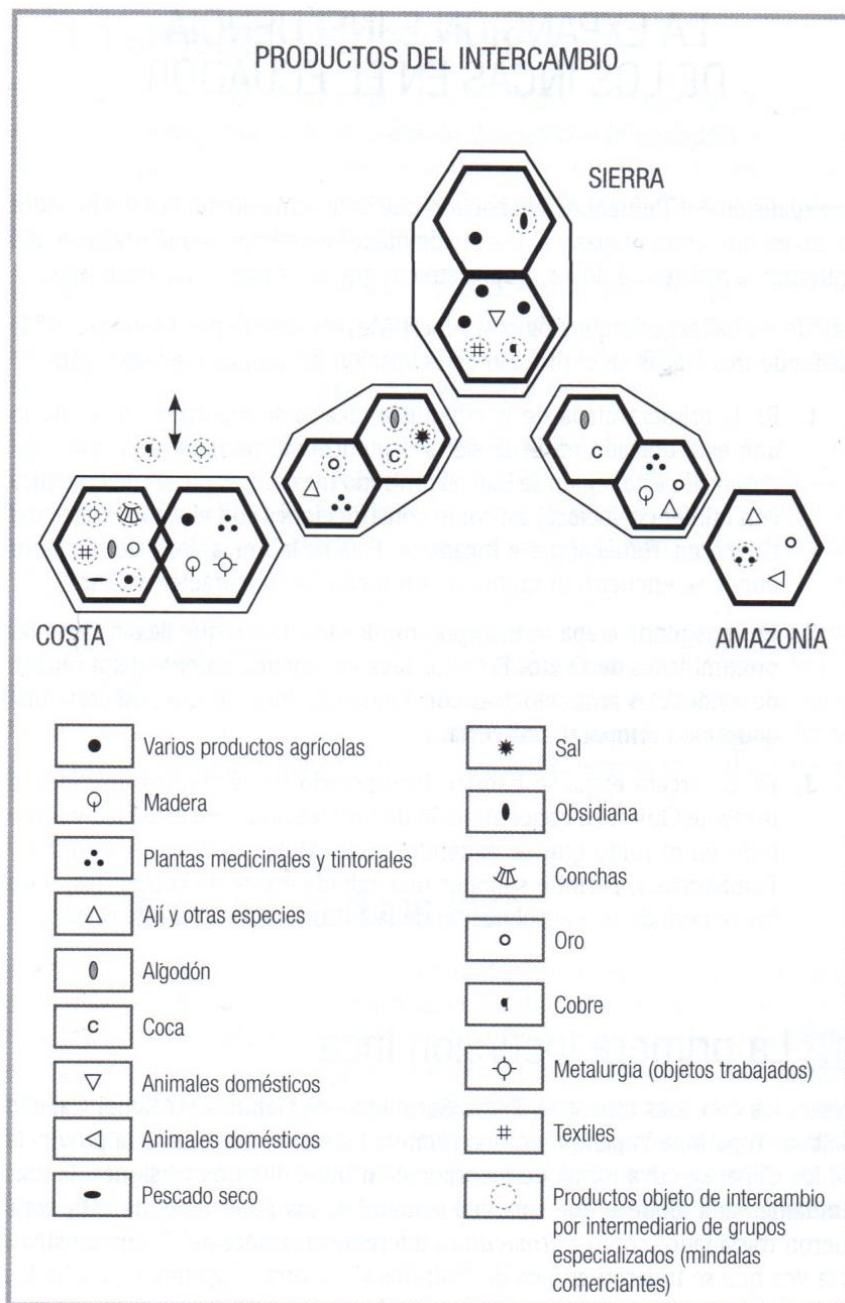 PRODUCTOS DEL INTERCAMBIO
SIERRA
COSTA
AMAZONÍA
Varios productos agrícolas
Madera
Plantas medicinales y tintoriales
Ají y otras especies
Algodón
Coca
Animales domésticos
Animales domésticos
Pescado seco
Sal
Obsidiana
Conchas
Oro
Cobre
Metalurgia (objetos trabajados)
Textiles
Productos objeto de intercambio
por intermediario de grupos
especializados (mindalas
comerciantes)